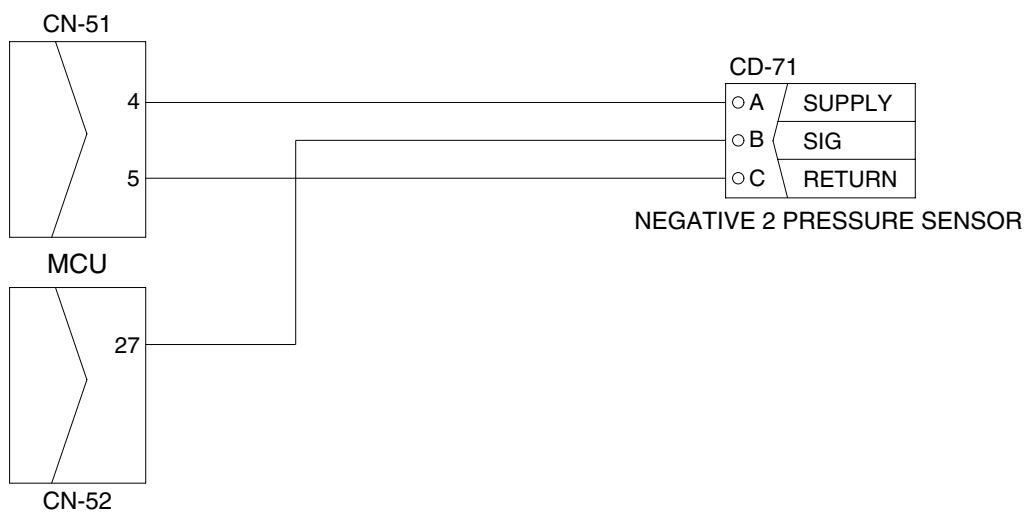 CN-51
4
5
MCU
27
CN-52
CD-71
A SUPPLY
B SIG
C RETURN
NEGATIVE 2 PRESSURE SENSOR